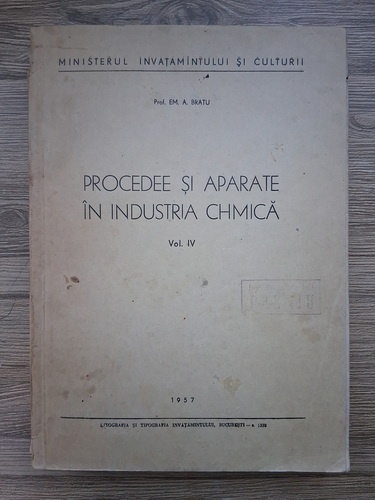 MINISTERUL INVAȚAMÎNTULUI ȘI CULTURII
Prof. EM. A. BRATU
PROCEDEE ȘI APARATE
ÎN INDUSTRIA CHMICĂ
Vol. IV
1957
LITOGRAFIA ȘI TIPOGRAFIA INVAȚAMINTULUI, BUCUREȘTI — c.